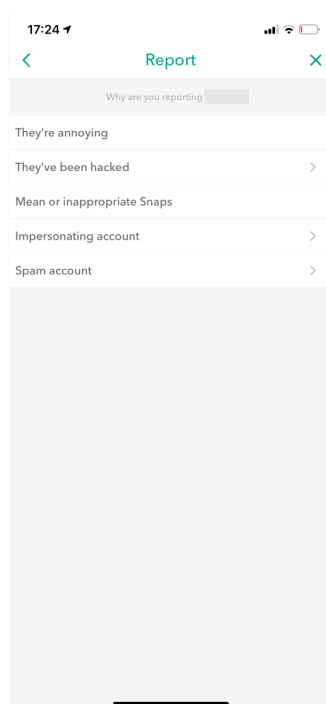 17:24
Report
Why are you reporting
They're annoying
They've been hacked
Mean or inappropriate Snaps
Impersonating account
Spam account